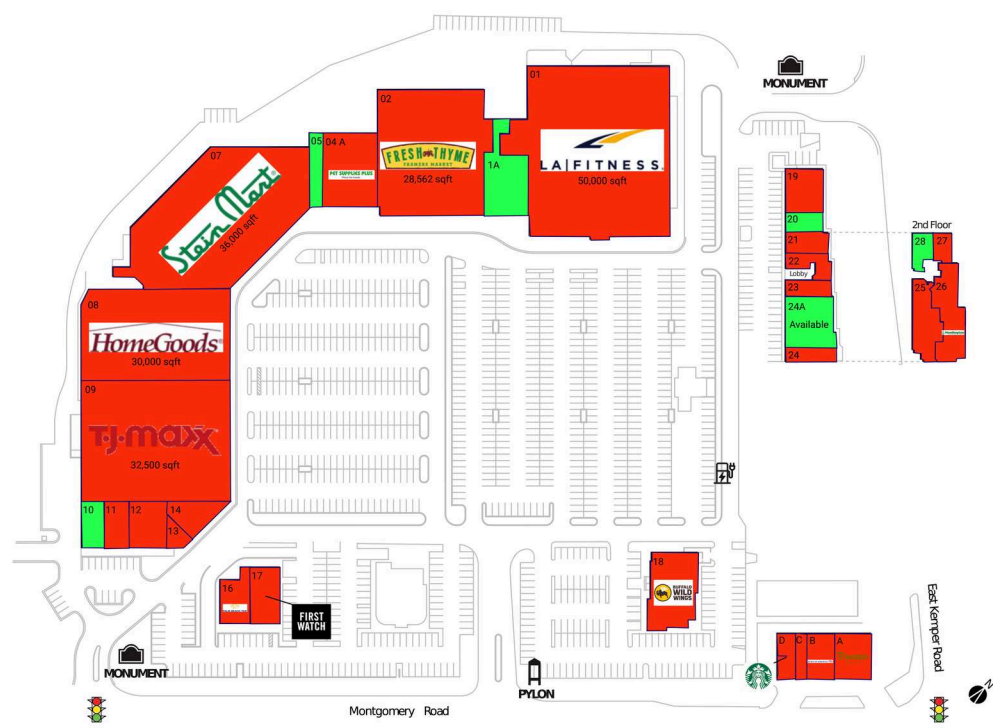 01
MONUMENT
02
FRESH THYME
FARMERS MARKET
28,562 sqft
LA|FITNESS.
50,000 sqft
05
04 A
PET SUPPLIES PLUS
1A
07
Stein Mart
36,000 sqft
19
20
21
22
Lobby
23
24A
Available
24
2nd Floor
28
27
25
26
08
HomeGoods
30,000 sqft
09
T.J.maxx
32,500 sqft
10
11
12
14
13
16
17
FIRST
WATCH
18
BUFFALO
WILD
WINGS
D
C
B
A
East Kemper Road
MONUMENT
PYLON
Montgomery Road
N